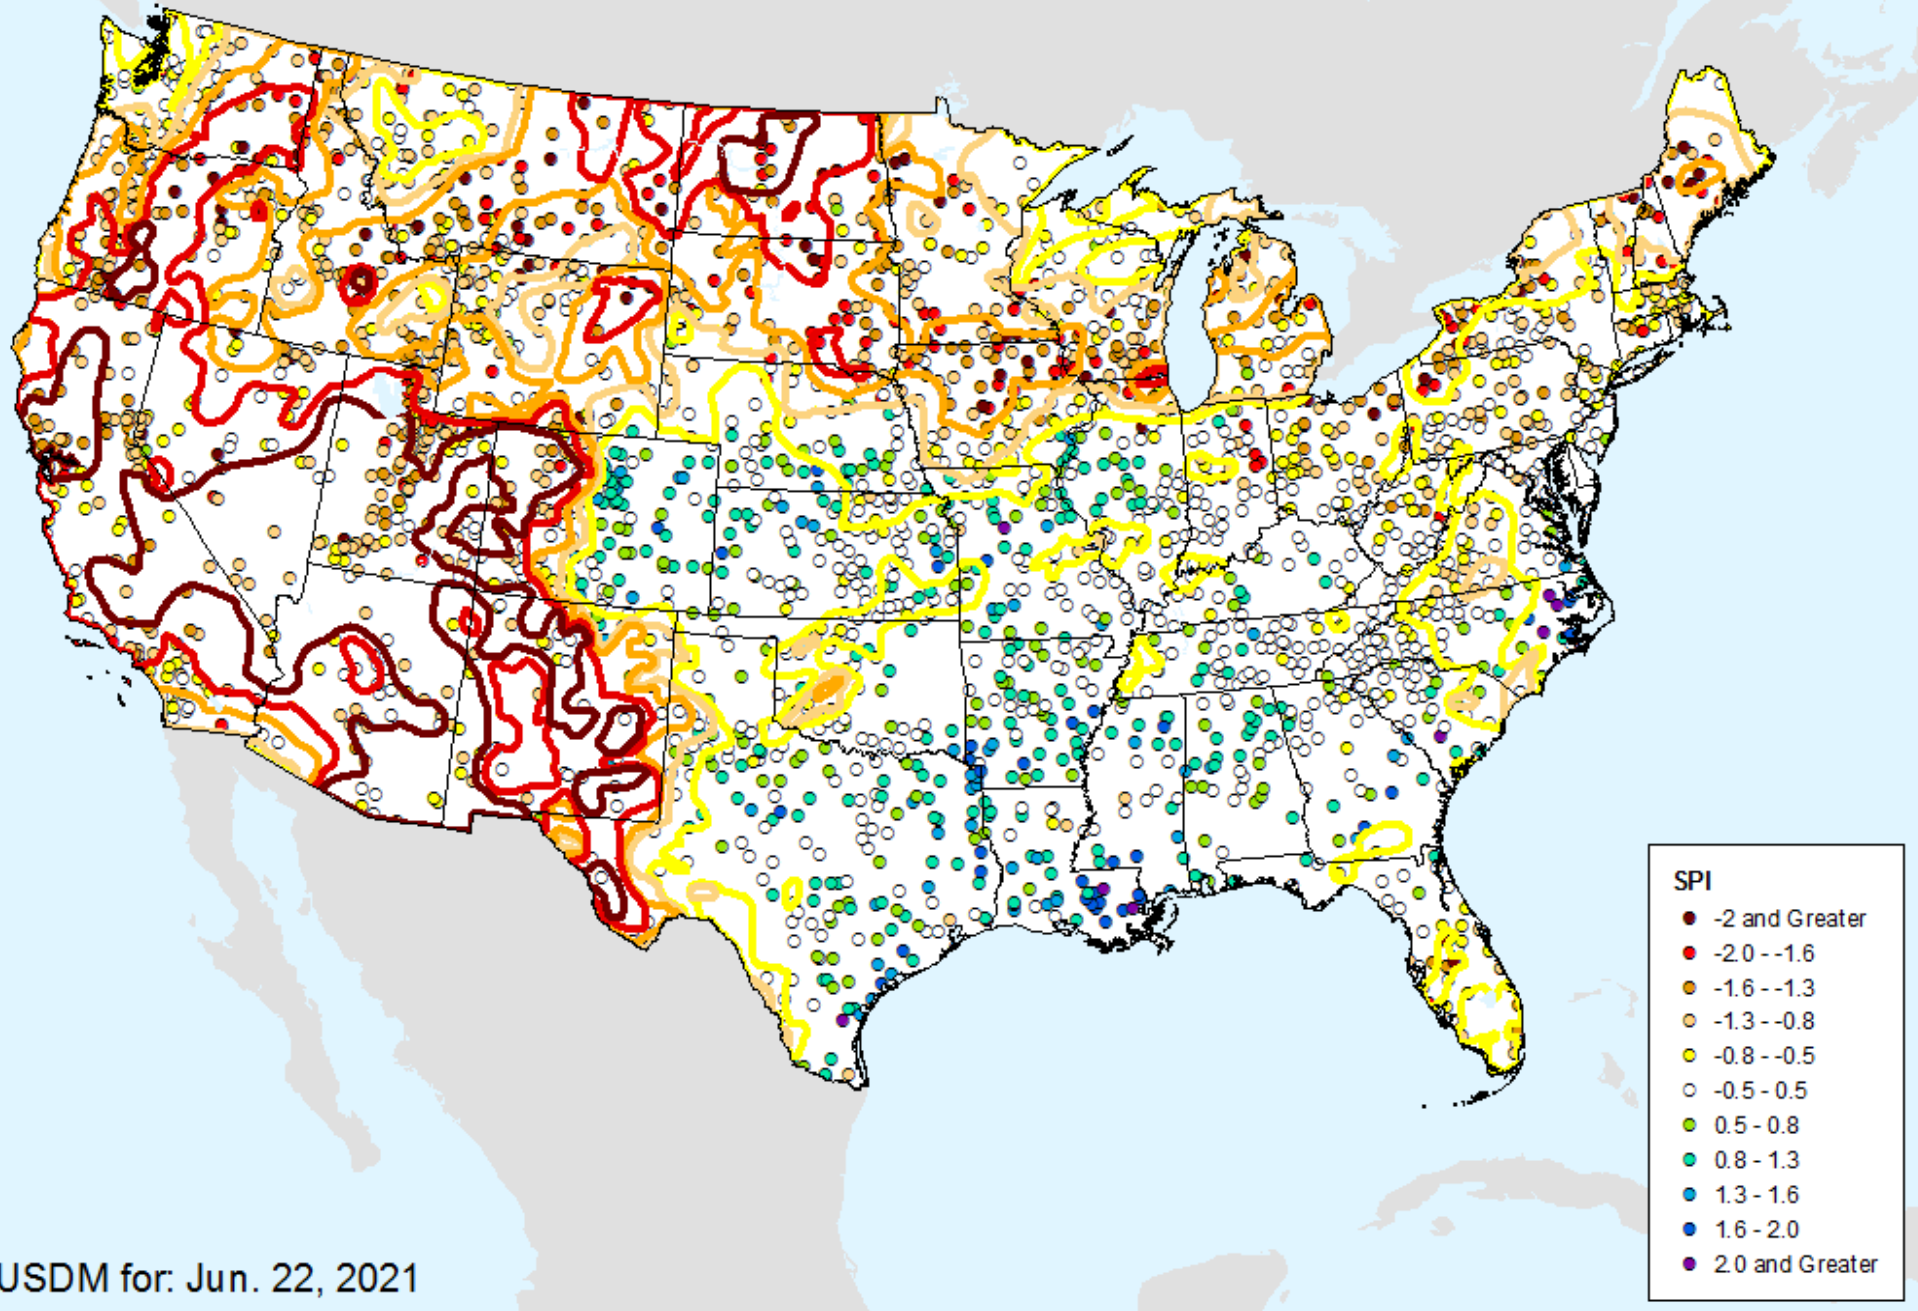 SPI
-2 and Greater
-2.0 - -1.6
-1.6 - -1.3
-1.3 - -0.8
-0.8 - -0.5
-0.5 - 0.5
0.5 - 0.8
0.8 - 1.3
1.3 - 1.6
1.6 - 2.0
2.0 and Greater
USDM for: Jun. 22, 2021